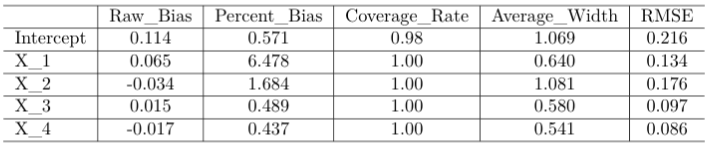 Raw_Bias Percent_Bias Coverage_Rate Average_Width RMSE
Intercept 0.114 0.571 0.98 1.069 0.216
X_1 0.065 6.478 1.00 0.640 0.134
X_2 -0.034 1.684 1.00 1.081 0.176
X_3 0.015 0.489 1.00 0.580 0.097
X_4 -0.017 0.437 1.00 0.541 0.086